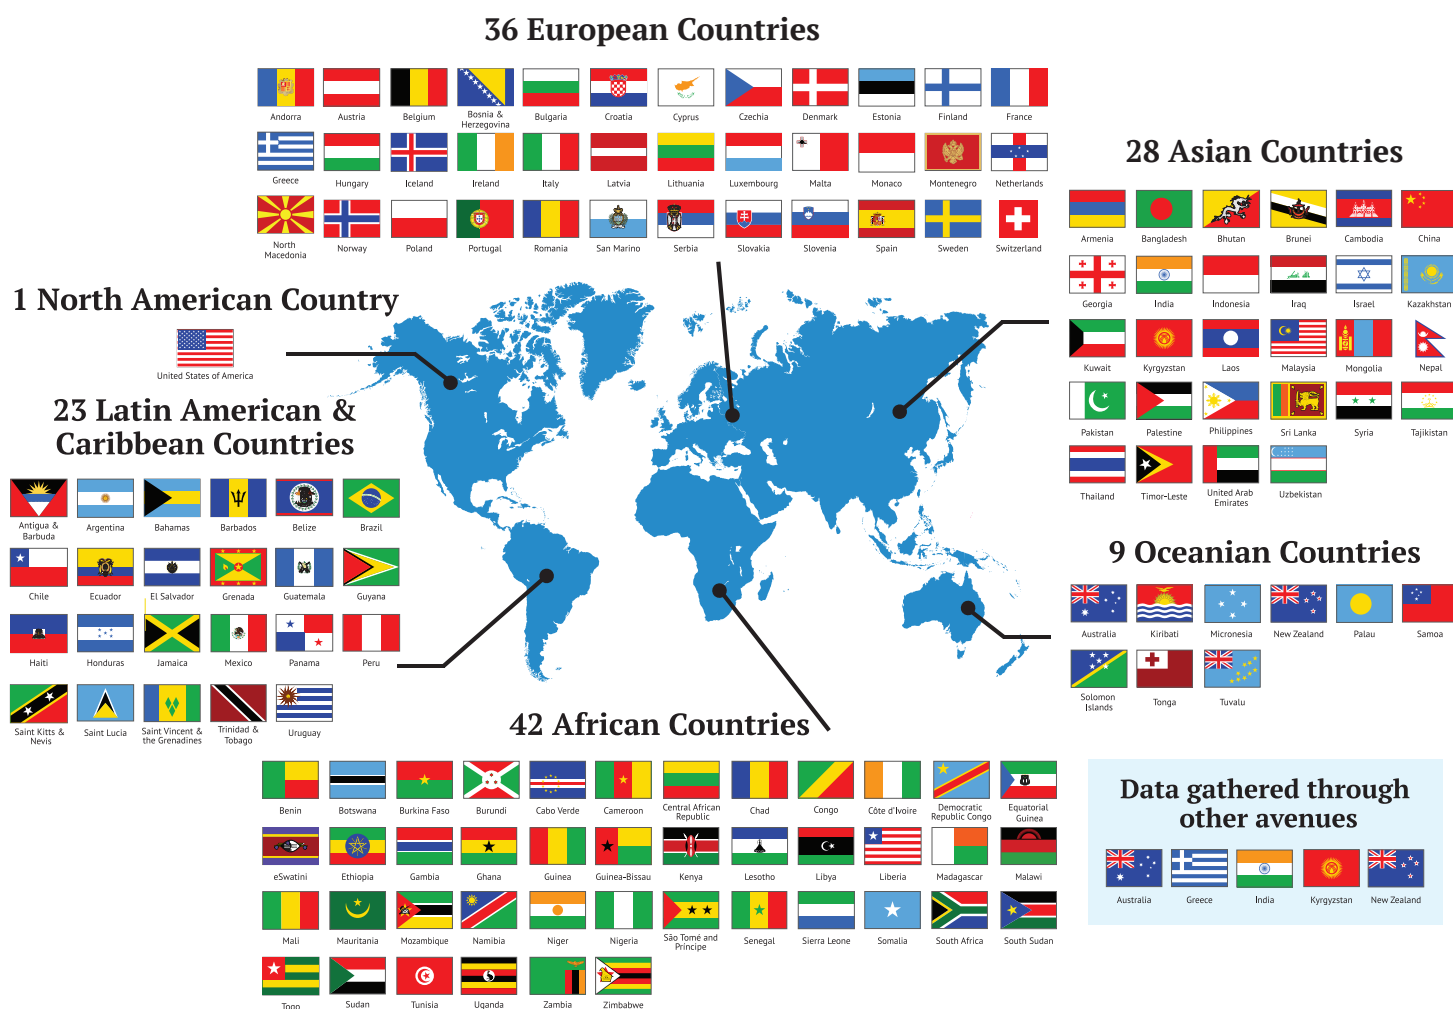 36 European Countries
Andorra
Austria
Belgium
Bosnia &
Herzegovina
Bulgaria
Croatia
Cyprus
Czechia
Denmark
Estonia
Finland
France
Greece
Hungary
Iceland
Ireland
Italy
Latvia
Lithuania
Luxembourg
Malta
Monaco
Montenegro
Netherlands
North
Macedonia
Norway
Poland
Portugal
Romania
San Marino
Serbia
Slovakia
Slovenia
Spain
Sweden
Switzerland
28 Asian Countries
Armenia
Bangladesh
Bhutan
Brunei
Cambodia
China
Georgia
India
Indonesia
Iraq
Israel
Kazakhstan
Kuwait
Kyrgyzstan
Laos
Malaysia
Mongolia
Nepal
Pakistan
Palestine
Philippines
Sri Lanka
Syria
Tajikistan
Thailand
Timor-Leste
United Arab
Emirates
Uzbekistan
1 North American Country
United States of America
23 Latin American &
Caribbean Countries
Antigua &
Barbuda
Argentina
Bahamas
Barbados
Belize
Brazil
Chile
Ecuador
El Salvador
Grenada
Guatemala
Guyana
Haiti
Honduras
Jamaica
Mexico
Panama
Peru
Saint Kitts &
Nevis
Saint Lucia
Saint Vincent &
the Grenadines
Trinidad &
Tobago
Uruguay
9 Oceanian Countries
Australia
Kiribati
Micronesia
New Zealand
Palau
Samoa
Solomon
Islands
Tonga
Tuvalu
42 African Countries
Benin
Botswana
Burkina Faso
Burundi
Cabo Verde
Cameroon
Central African
Republic
Chad
Congo
Côte d'Ivoire
Democratic
Republic Congo
Equatorial
Guinea
eSwatini
Ethiopia
Gambia
Ghana
Guinea
Guinea-Bissau
Kenya
Lesotho
Libya
Liberia
Madagascar
Malawi
Mali
Mauritania
Mozambique
Namibia
Niger
Nigeria
São Tomé and
Príncipe
Senegal
Sierra Leone
Somalia
South Africa
South Sudan
Togo
Sudan
Tunisia
Uganda
Zambia
Zimbabwe
Data gathered through
other avenues
Australia
Greece
India
Kyrgyzstan
New Zealand